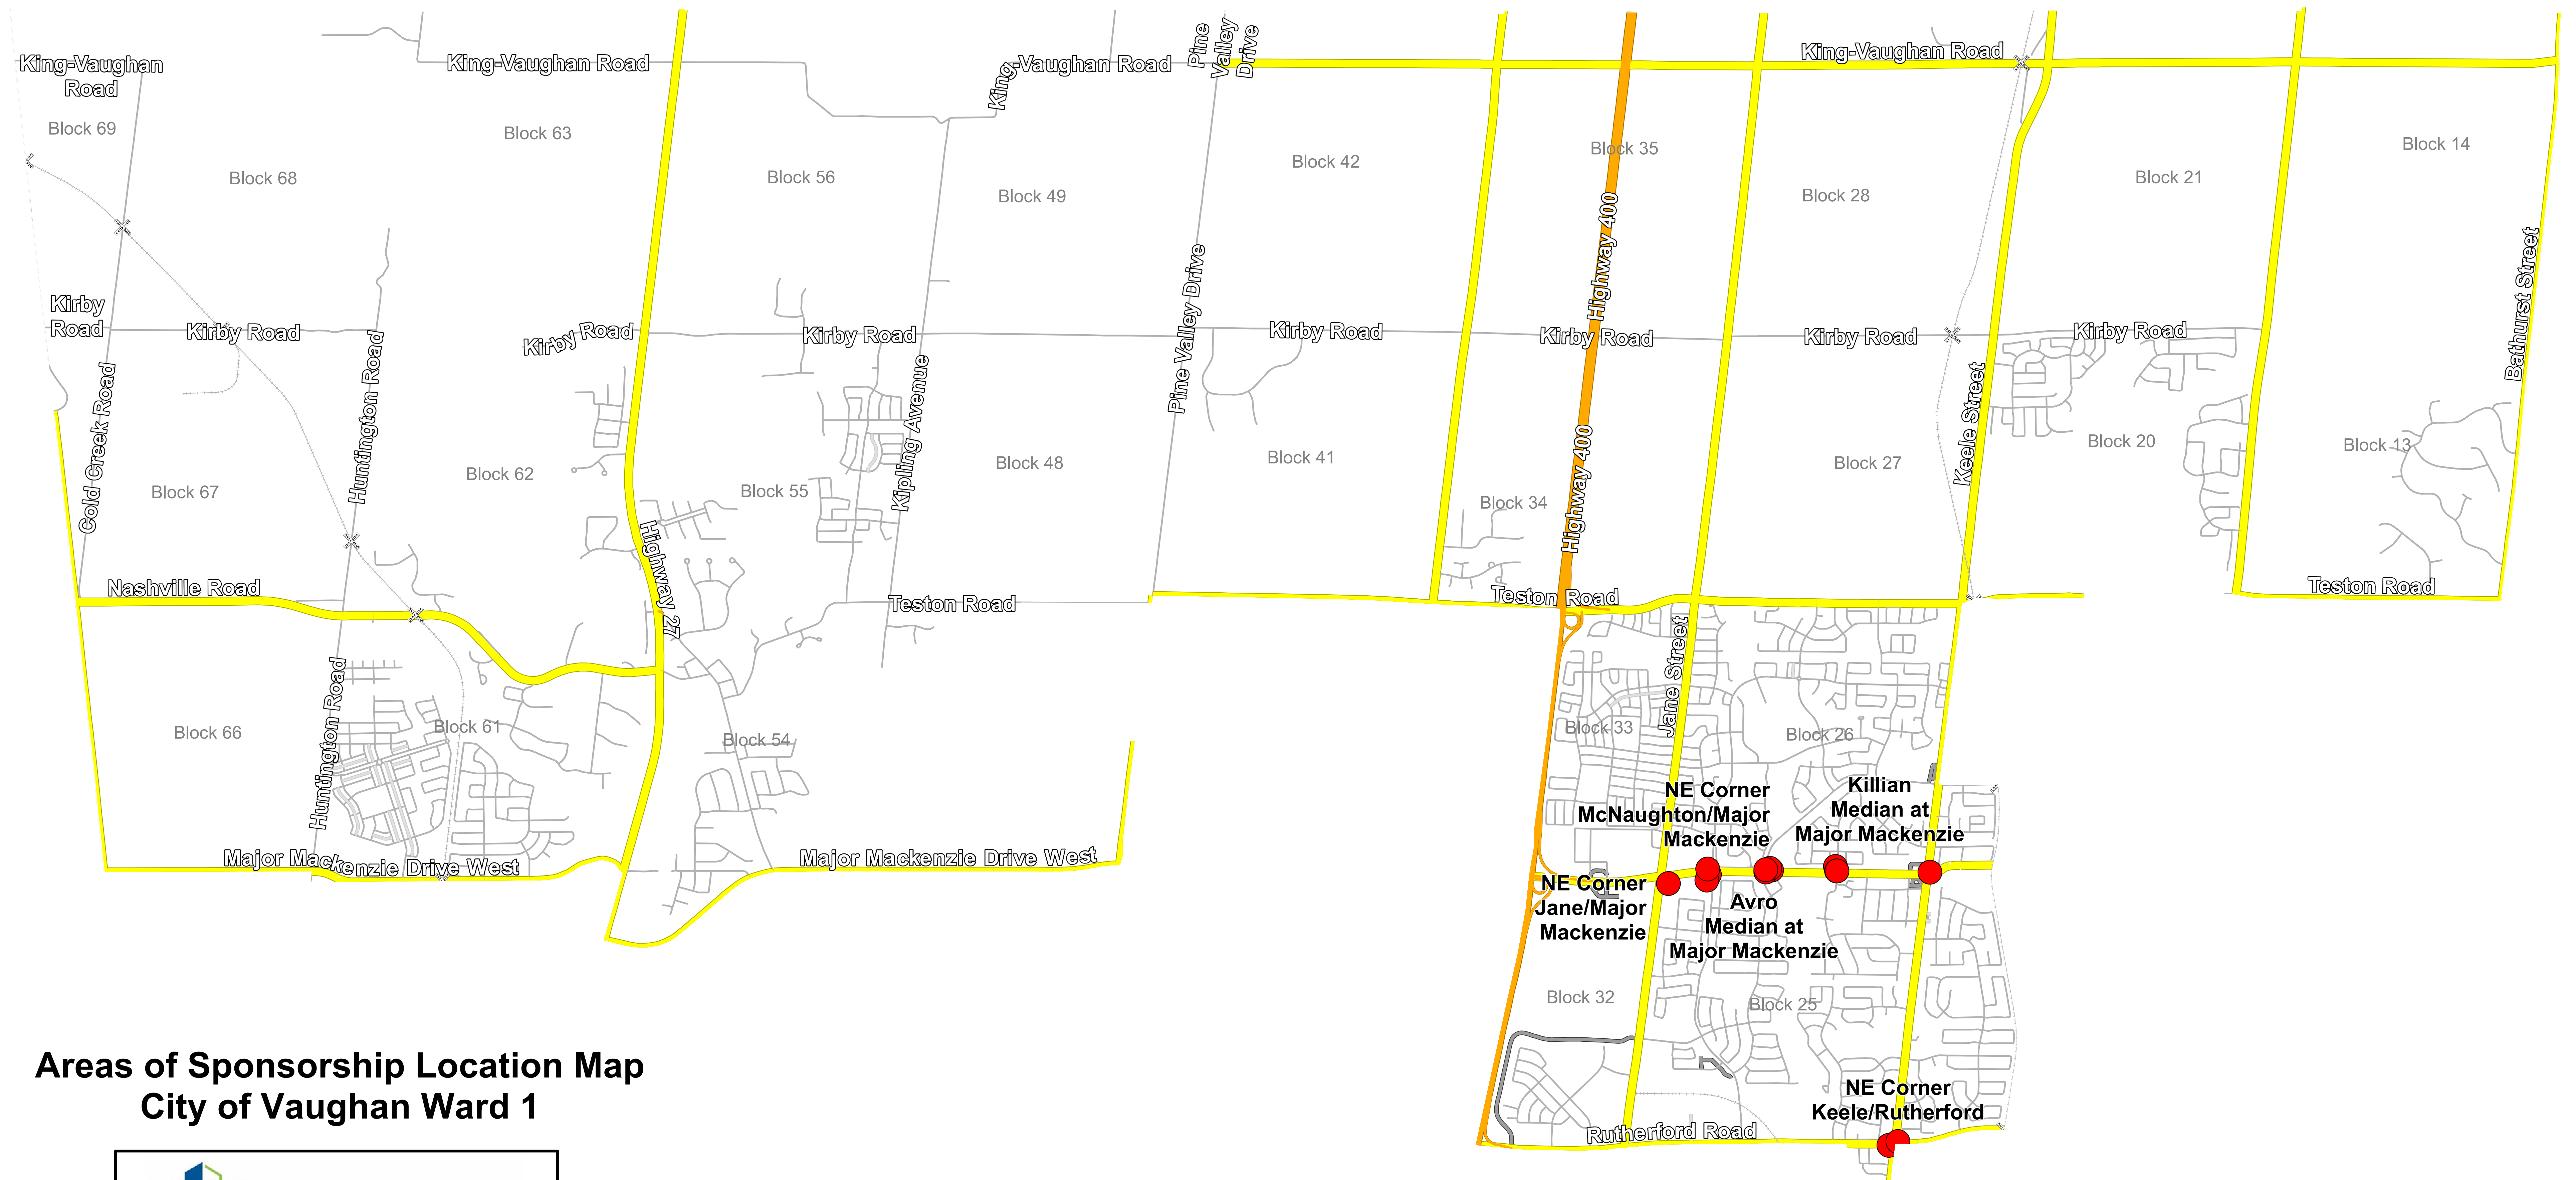 King-Vaughan
Road
King-Vaughan Road
King-Vaughan Road
Pine
Valley
Drive
King-Vaughan Road
Block 69
Block 63
Block 68
Block 56
Block 49
Block 42
Block 35
Block 28
Block 21
Block 14
Highway 400
Bathurst Street
Pine Valley Drive
Kirby
Road
Kirby Road
Kirby Road
Kirby Road
Kirby Road
Kirby Road
Kirby Road
Kirby Road
Cold Creek Road
Huntington Road
Kipling Avenue
Highway 400
Keele Street
Block 67
Block 62
Block 55
Block 48
Block 41
Block 34
Block 27
Block 20
Block 13
Highway 27
Nashville Road
Teston Road
Teston Road
Teston Road
Huntington Road
Jane Street
Block 66
Block 61
Block 54
Block 33
Block 26
NE Corner
McNaughton/Major
Mackenzie
Killian
Median at
Major Mackenzie
Major Mackenzie Drive West
Major Mackenzie Drive West
NE Corner
Jane/Major
Mackenzie
Avro
Median at
Major Mackenzie
Block 32
Block 25
NE Corner
Keele/Rutherford
Rutherford Road
Areas of Sponsorship Location Map
City of Vaughan Ward 1